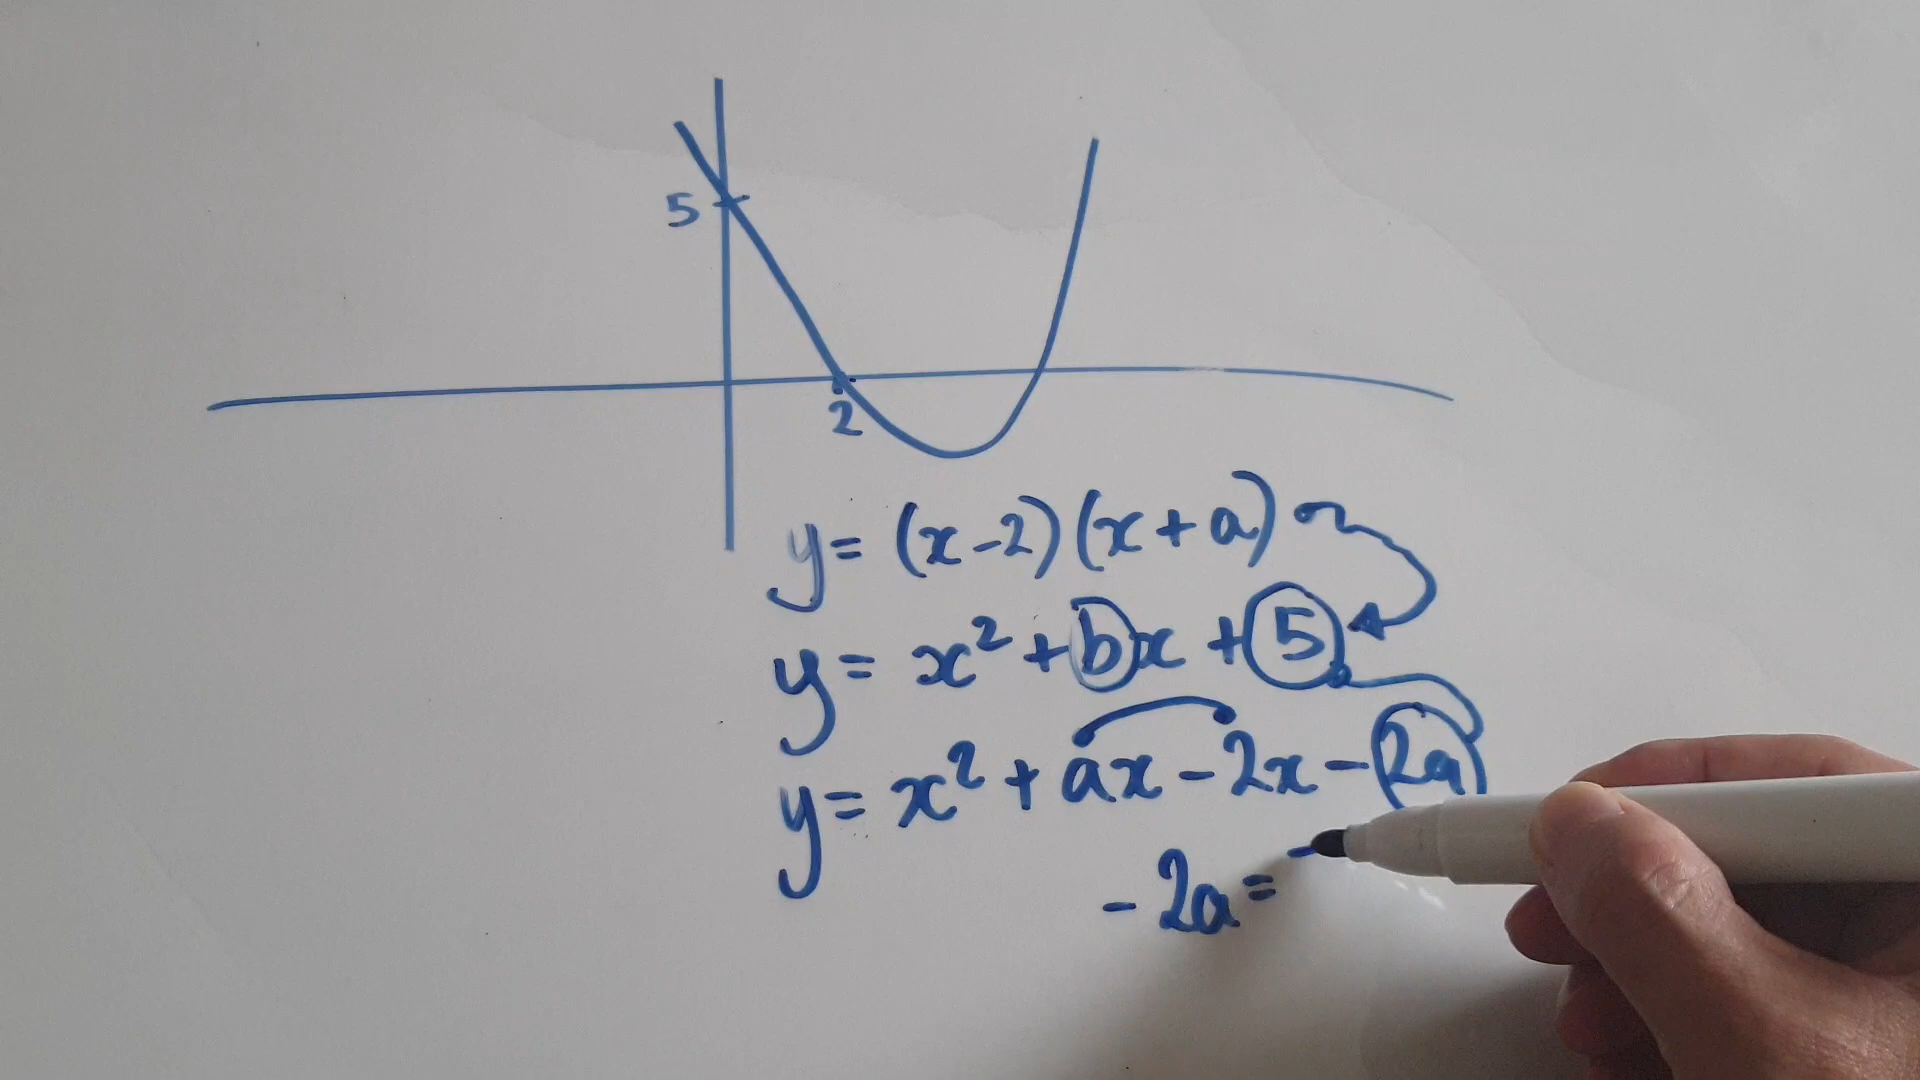 5
2
y = (x-2)(x+a)
y = x² + bx + 5
y = x² + ax - 2x - 2a
- 2a =